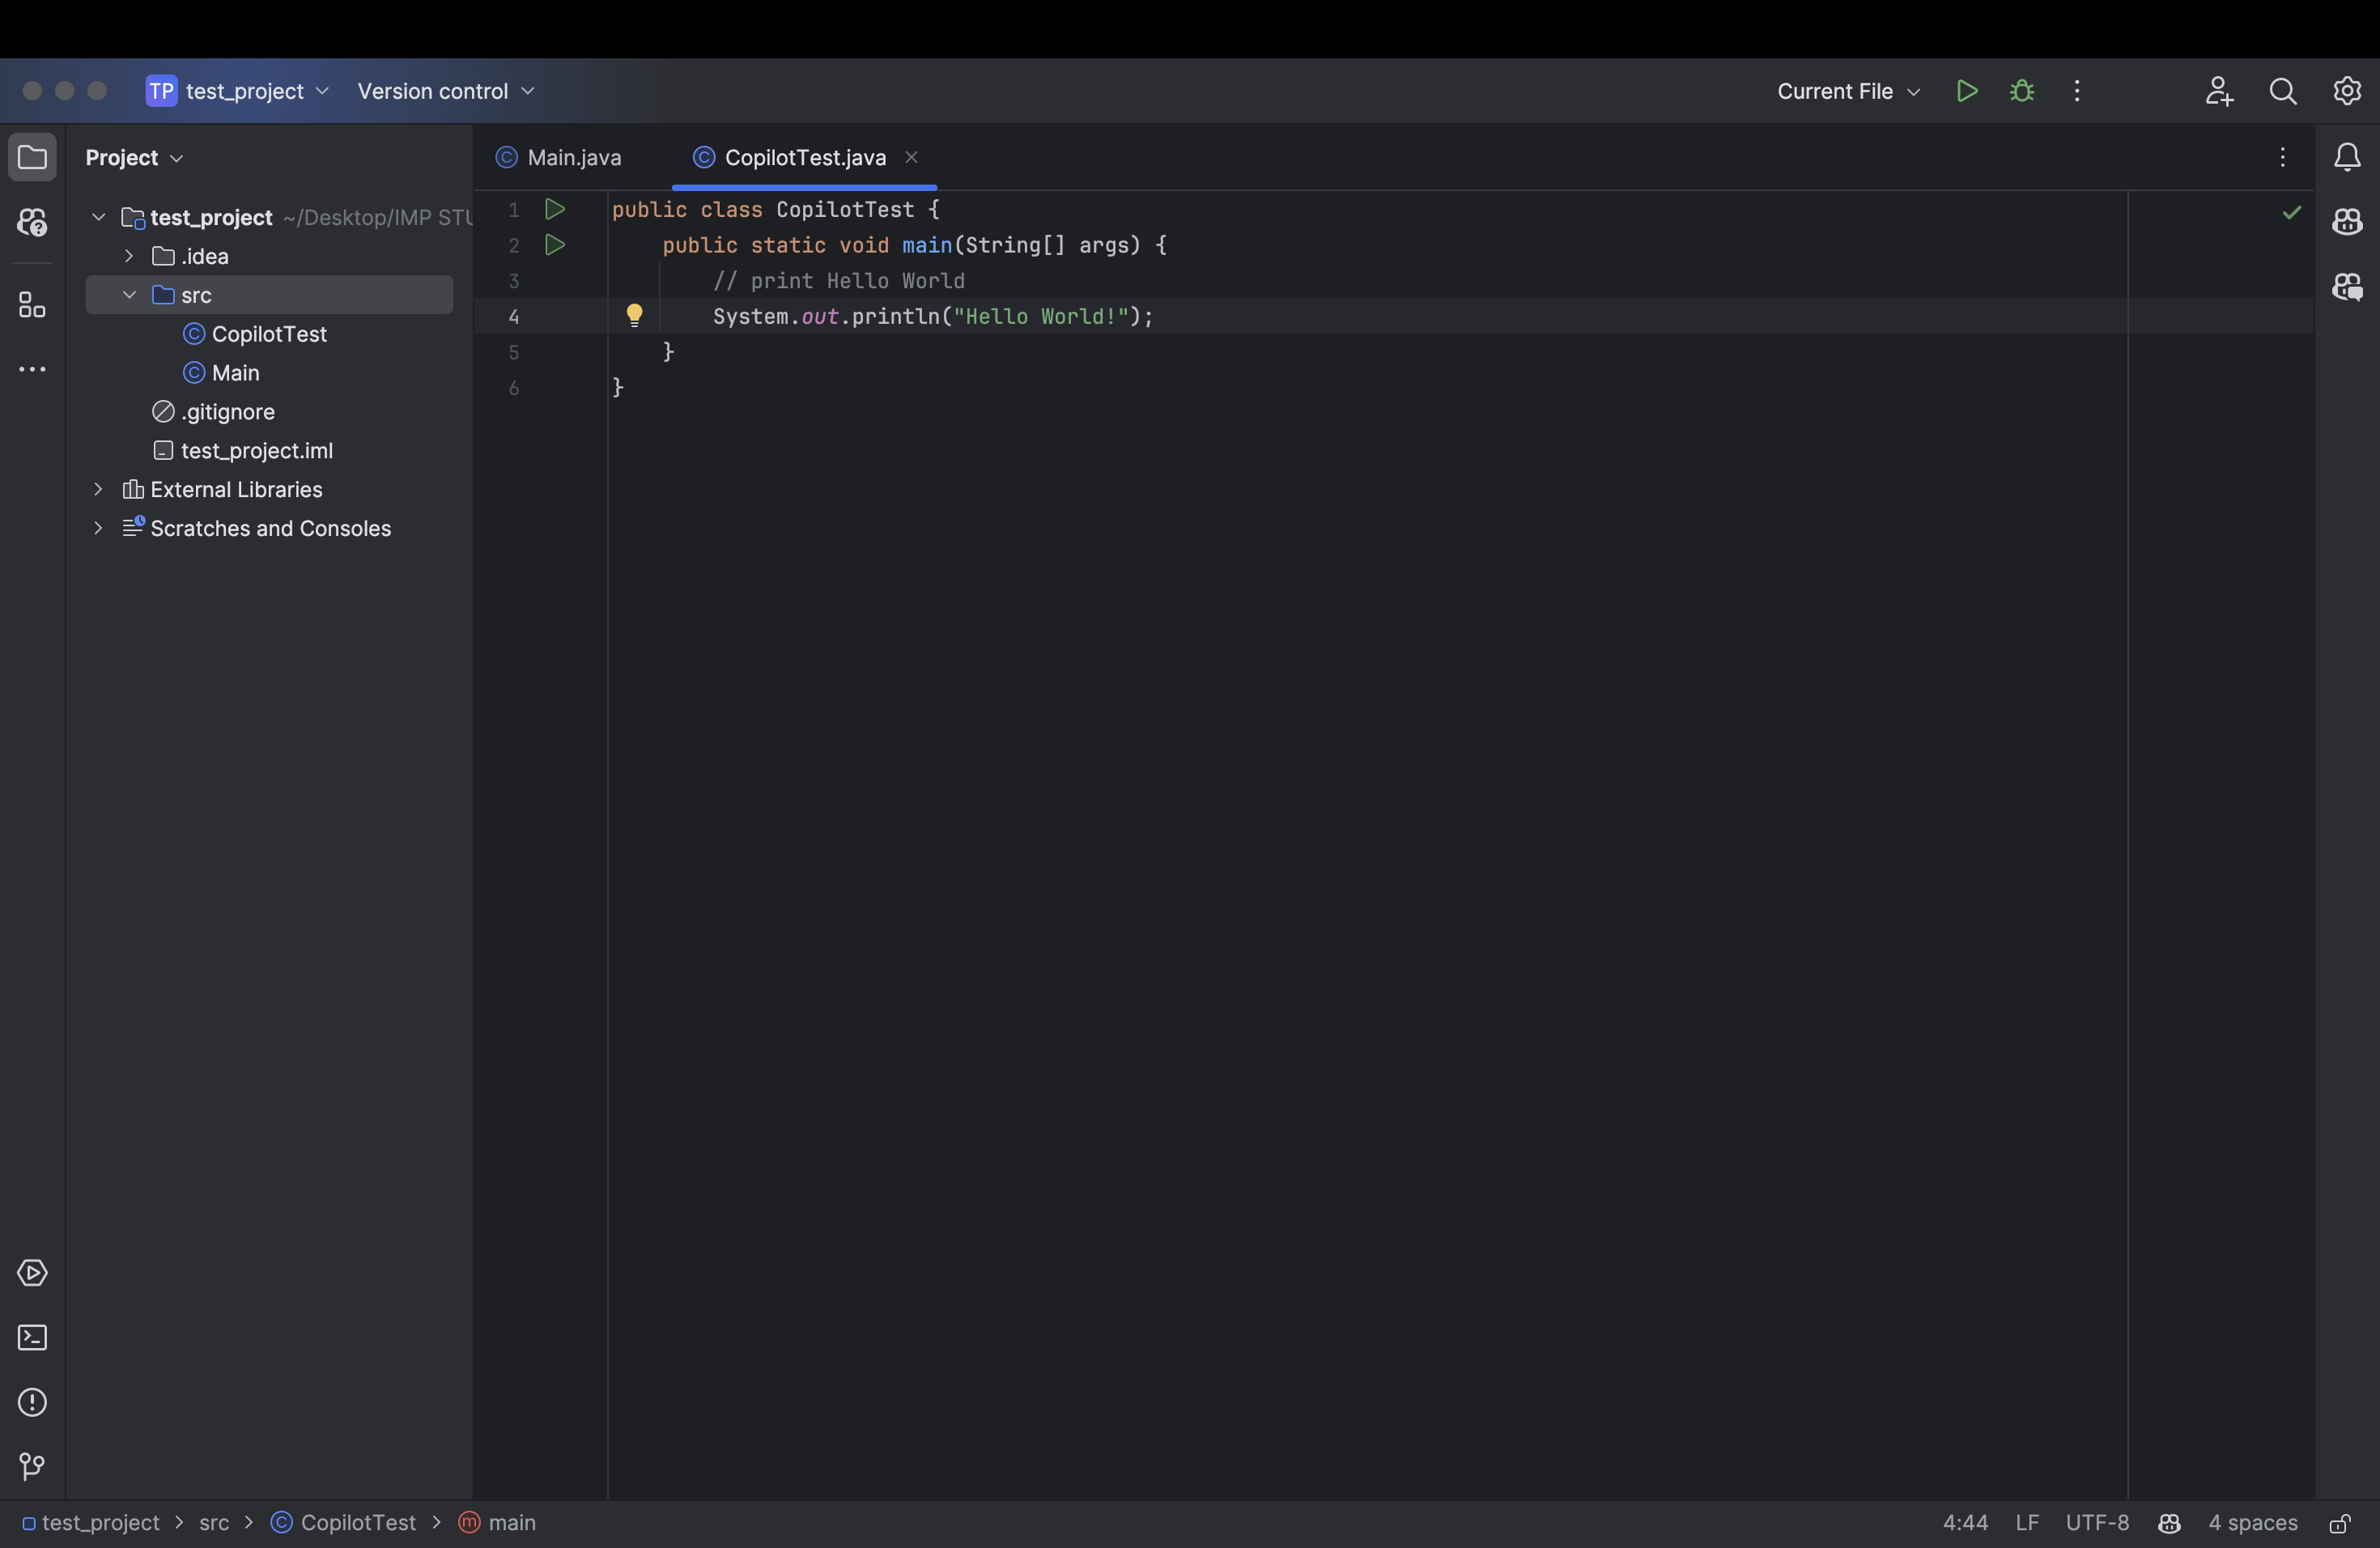 TP test_project Version control Current File
Project
Main.java CopilotTest.java
test_project ~/Desktop/IMP STU
.idea
src
CopilotTest
Main
.gitignore
test_project.iml
External Libraries
Scratches and Consoles
1 public class CopilotTest {
2 public static void main(String[] args) {
3 // print Hello World
4 System.out.println("Hello World!");
5 }
6 }
test_project > src > CopilotTest > main 4:44 LF UTF-8 4 spaces